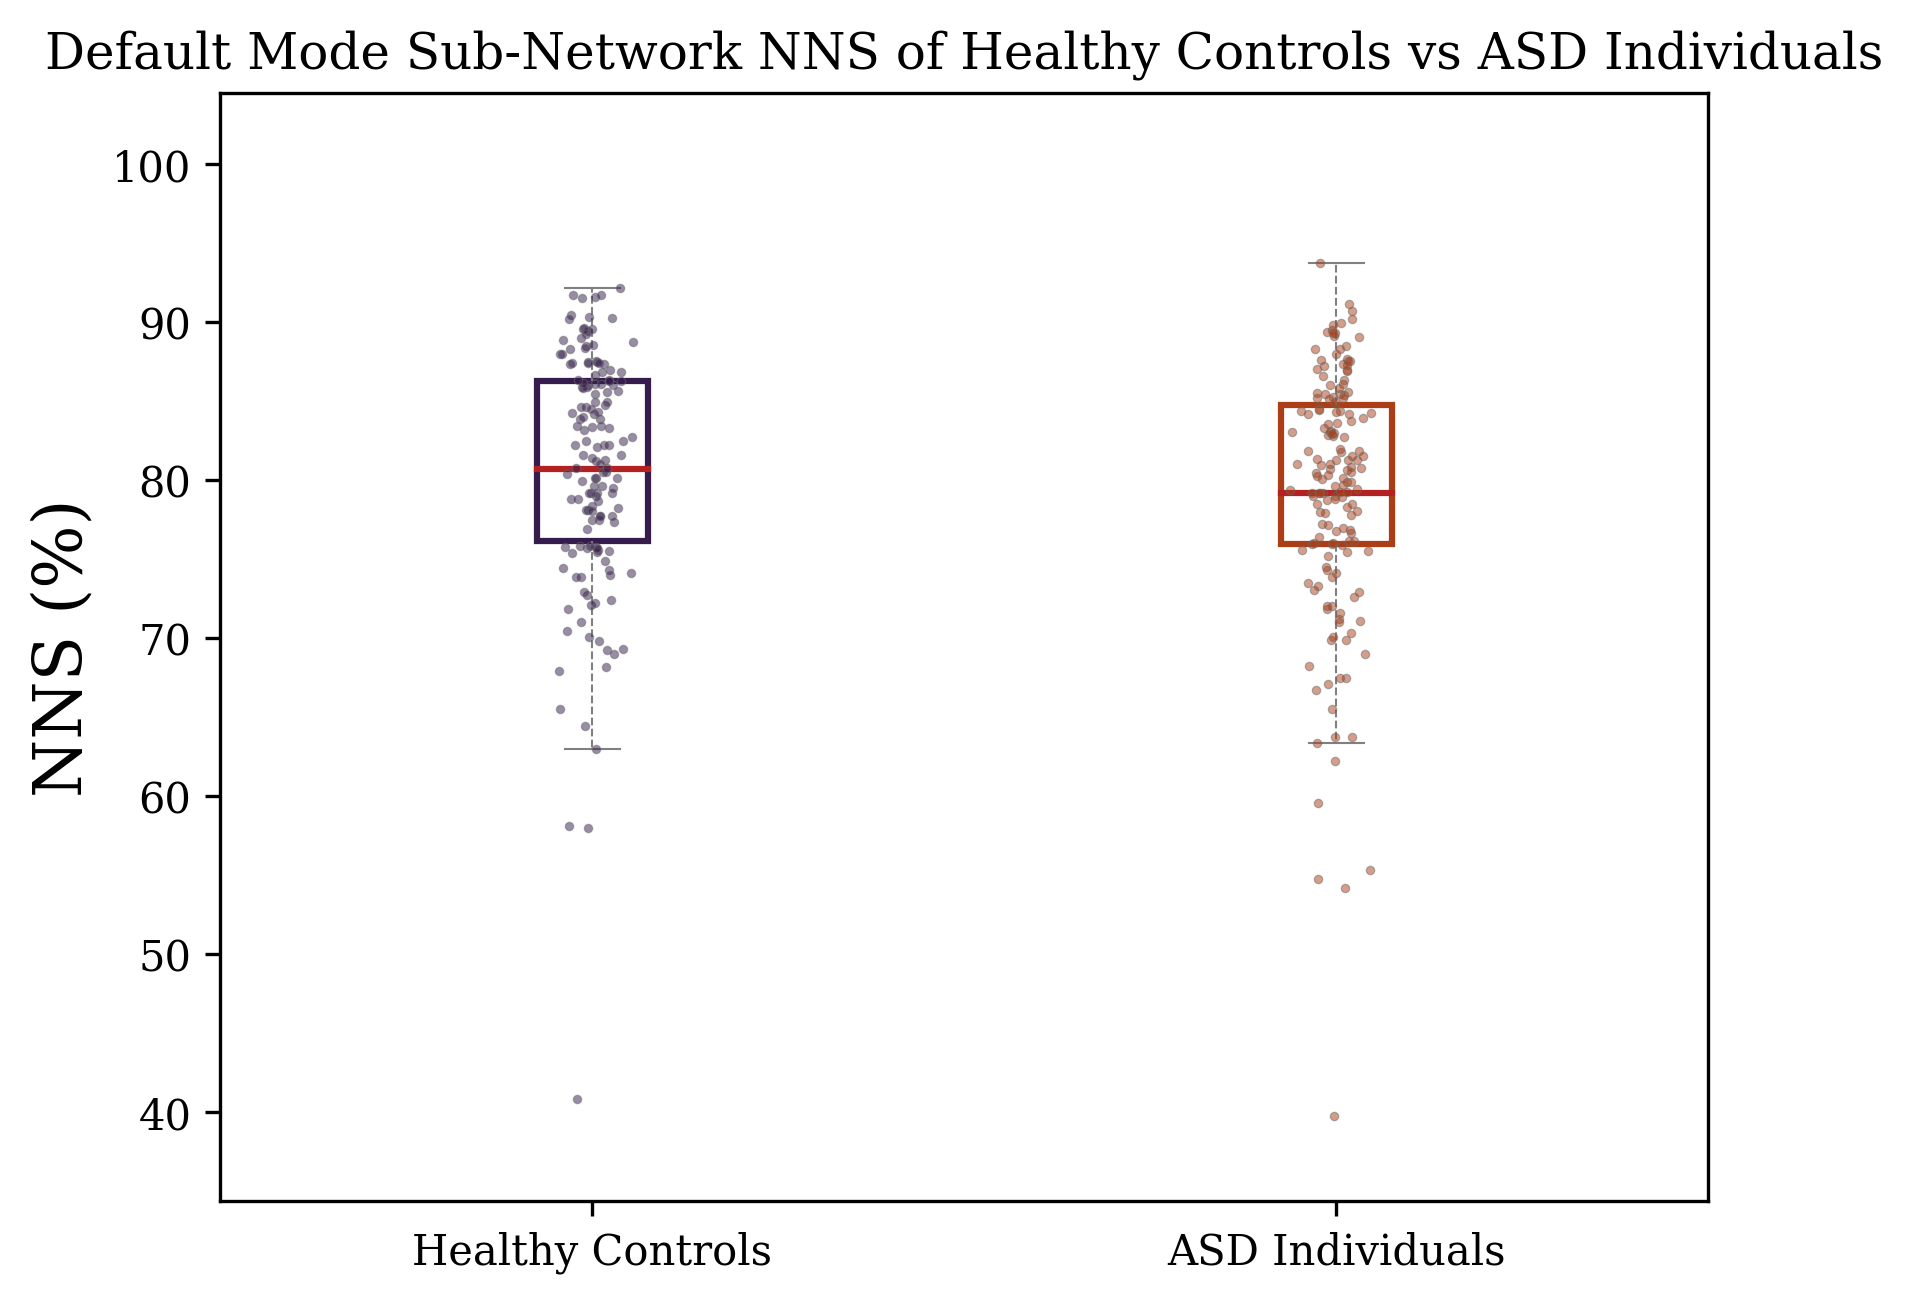 Default Mode Sub-Network NNS of Healthy Controls vs ASD Individuals
NNS (%)
100
90
80
70
60
50
40
Healthy Controls
ASD Individuals